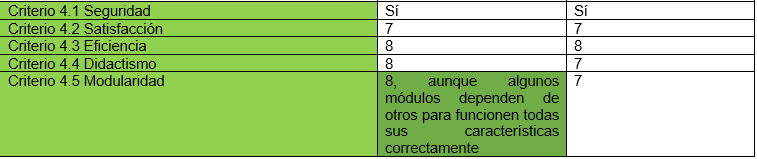 Criterio 4.1 Seguridad Sí Sí
Criterio 4.2 Satisfacción 7 7
Criterio 4.3 Eficiencia 8 8
Criterio 4.4 Didactismo 8 7
Criterio 4.5 Modularidad 8, aunque algunos 7
módulos dependen de
otros para funcionen todas
sus características
correctamente